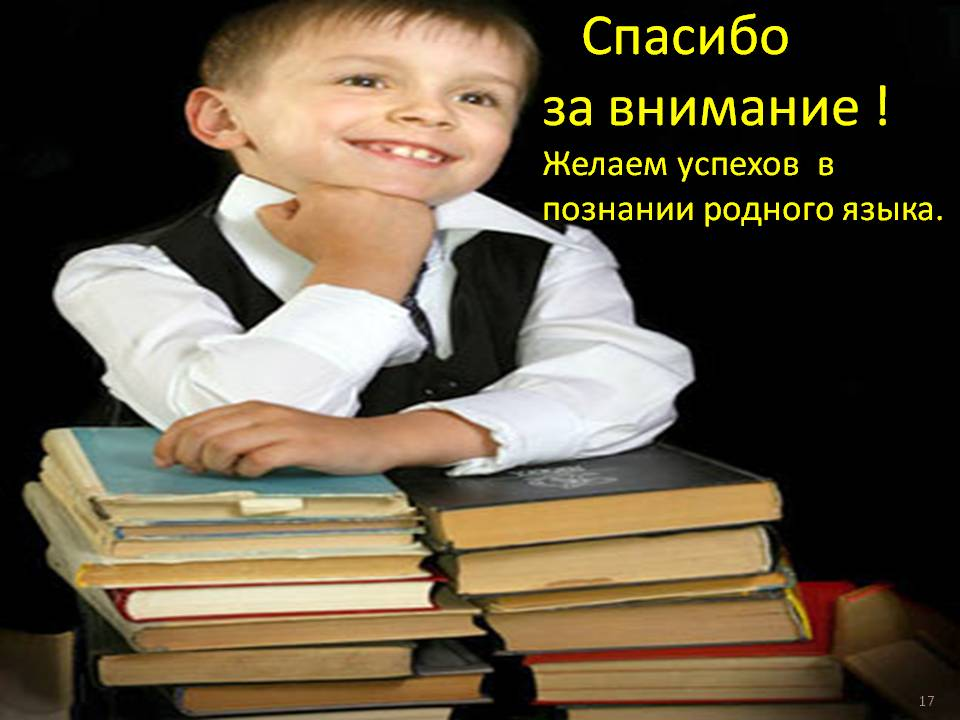 Спасибо
за внимание !
Желаем успехов в
познании родного языка.
17